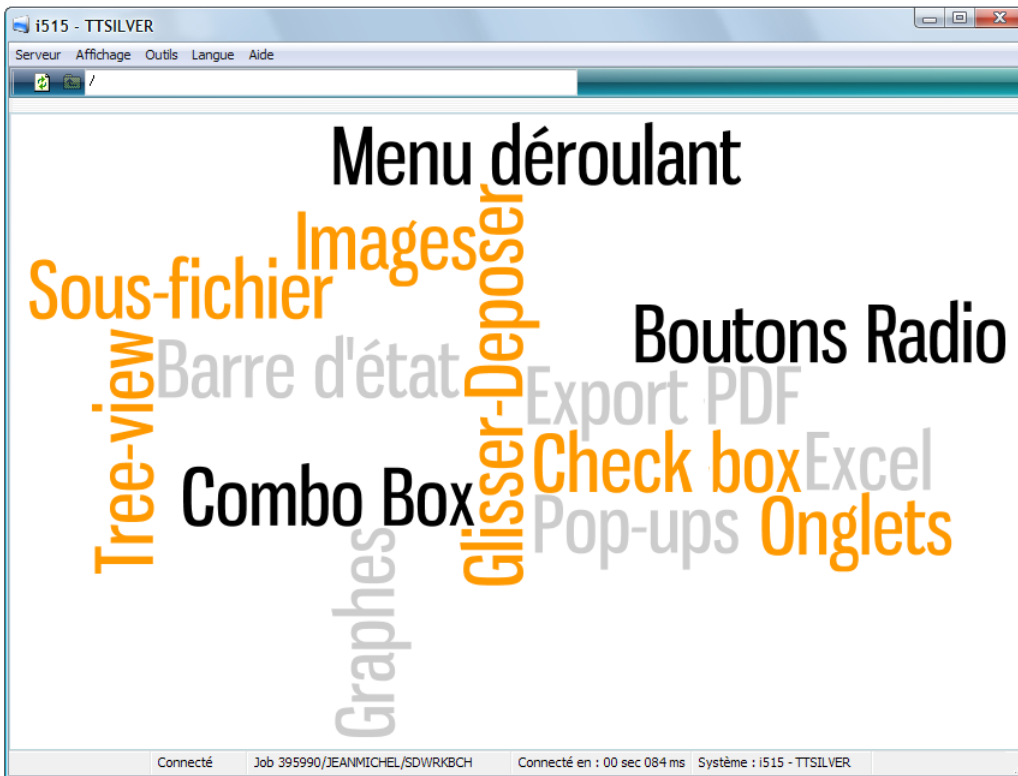 i515 - TTSILVER
Serveur Affichage Outils Langue Aide
/
Menu déroulant
Images
Glisser-Deposer
Sous-fichier
Boutons Radio
Tree-view
Barre d'état
Export PDF
Check box
Excel
Combo Box
Pop-ups
Onglets
Graphes
Connecté Job 395990/JEANMICHEL/SDWRKBCH Connecté en : 00 sec 084 ms Système : i515 - TTSILVER